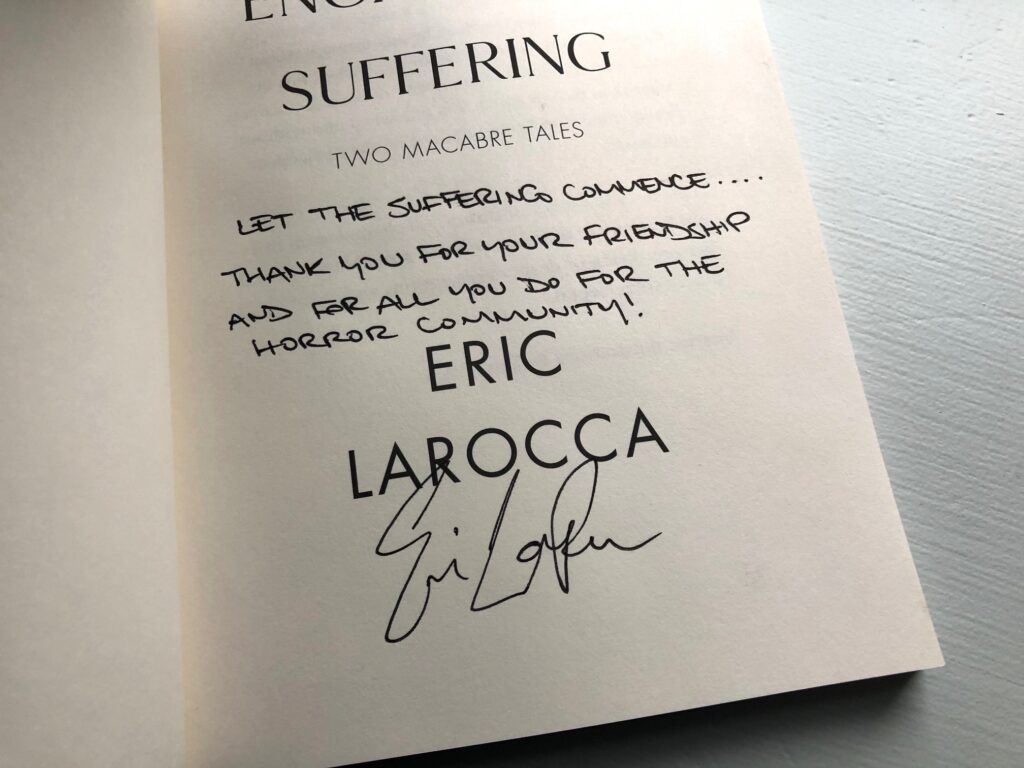 SUFFERING
TWO MACABRE TALES
LET THE SUFFERING COMMENCE....
THANK YOU FOR YOUR FRIENDSHIP
AND FOR ALL YOU DO FOR THE
HORROR COMMUNITY!
ERIC
LAROCCA